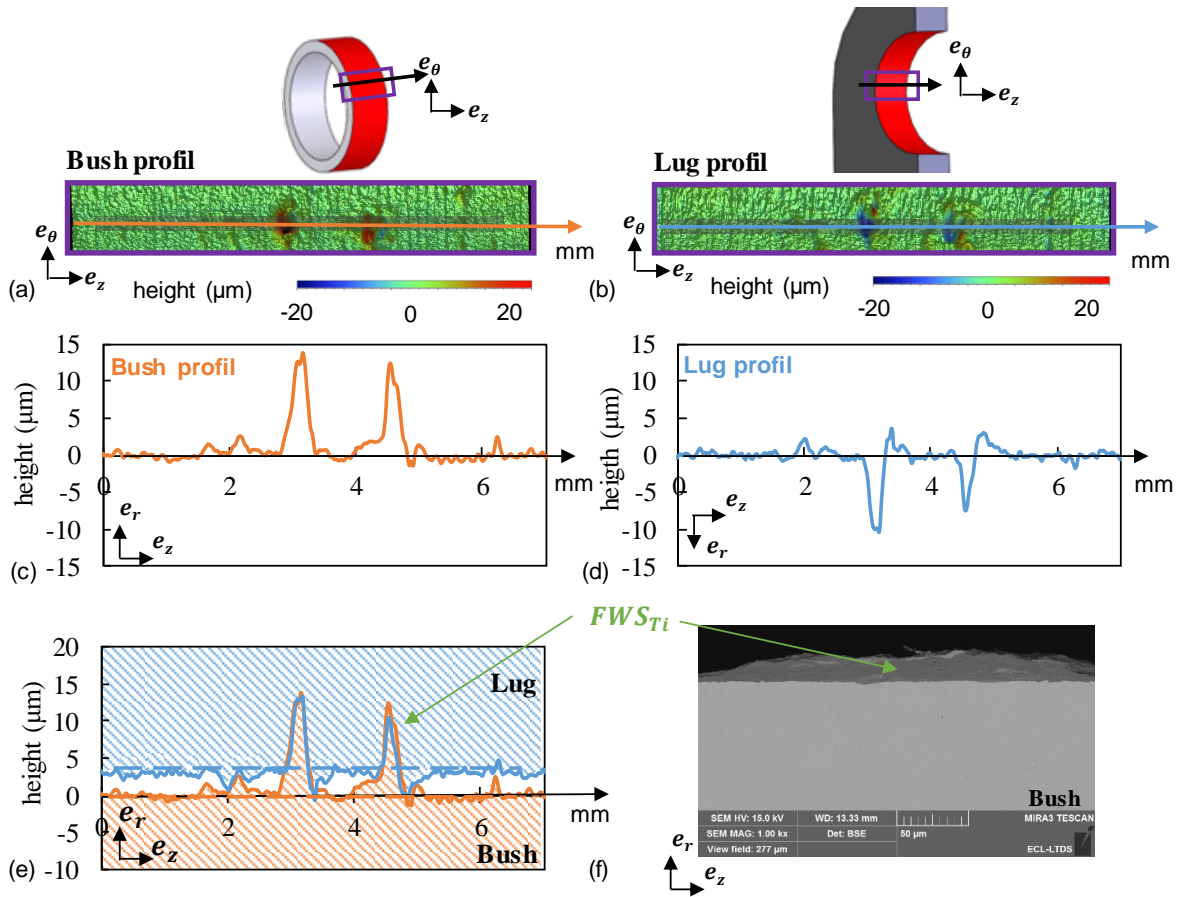 e_θ
e_z
Bush profil
e_θ
e_z
mm
(a)
height (µm)
-20
0
20
e_θ
e_z
Lug profil
e_θ
e_z
mm
(b)
height (µm)
-20
0
20
15
10
5
0
-5
-10
-15
height (µm)
Bush profil
0
2
4
6
mm
e_r
e_z
(c)
15
10
5
0
-5
-10
-15
heigth (µm)
Lug profil
0
2
4
6
mm
e_z
e_r
(d)
FWS_Ti
20
15
10
5
0
-5
-10
height (µm)
Lug
0
2
4
6
mm
e_r
e_z
Bush
(e)
Bush
SEM HV: 15.0 kV
WD: 13.33 mm
MIRA3 TESCAN
SEM MAG: 1.00 kx
Det: BSE
50 µm
View field: 277 µm
ECL-LTDS
(f)
e_r
e_z